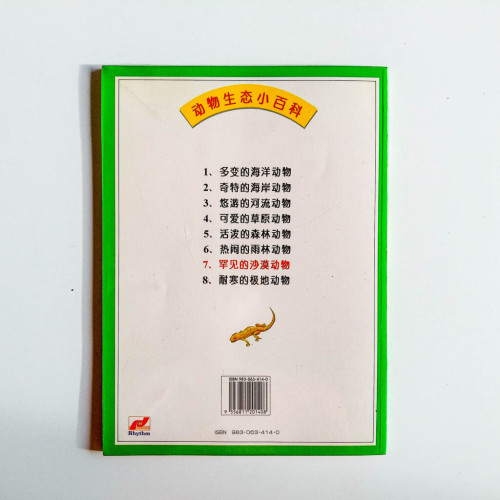 动物生态小百科
1、多变的海洋动物
2、奇特的海岸动物
3、悠游的河流动物
4、可爱的草原动物
5、活泼的森林动物
6、热闹的雨林动物
7、罕见的沙漠动物
8、耐寒的极地动物
ISBN 983-063-414-0
9 556811 201408
Rhythm
ISBN 983-063-414-0